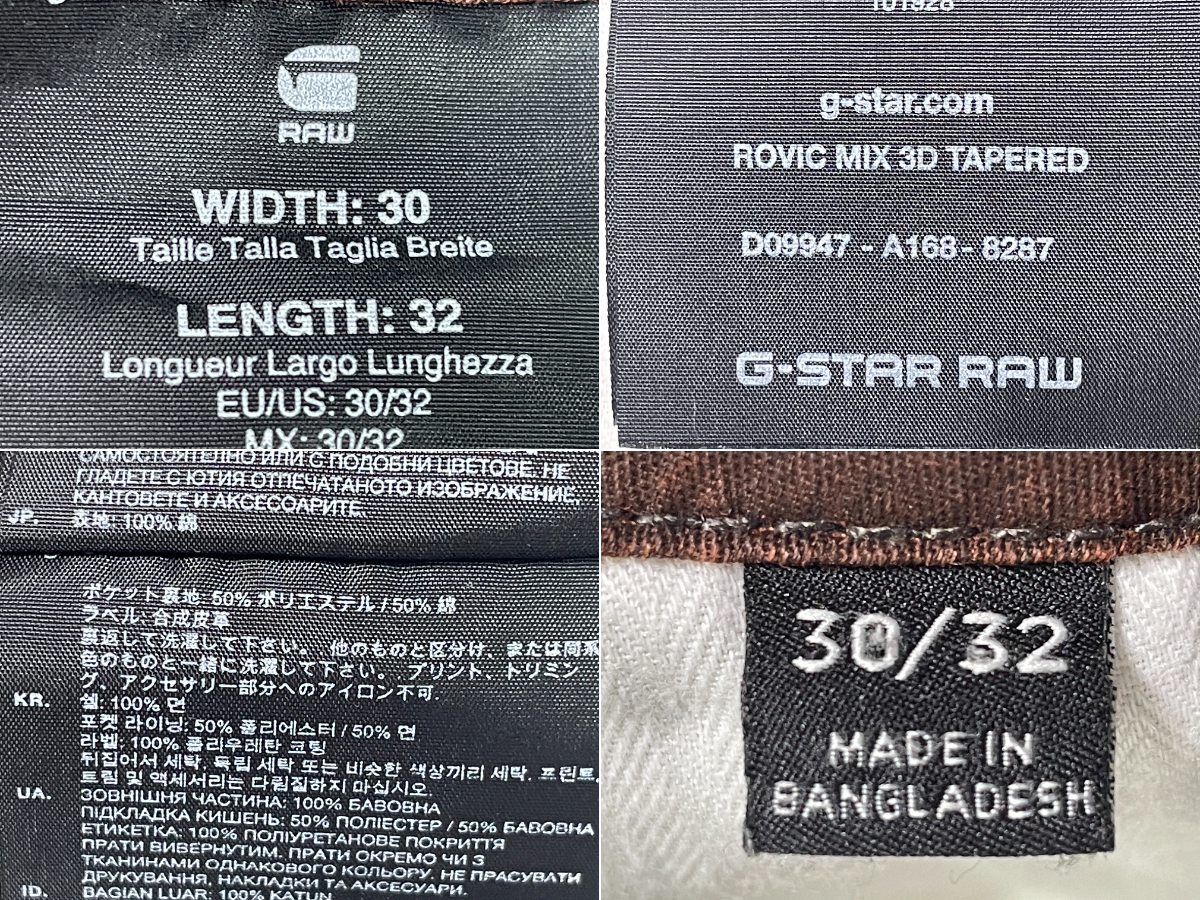 RAW
WIDTH: 30
Taille Talla Taglia Breite
LENGTH: 32
Longueur Largo Lunghezza
EU/US: 30/32
MX: 30/32
101928
g-star.com
ROVIC MIX 3D TAPERED
D09947 - A168 - 8287
G-STAR RAW
САМОСТОЯТЕЛНО ИЛИ С ПОДОБНИ ЦВЕТОВЕ. НЕ
ГЛАДЕТЕ С ЮТИЯ ОТПЕЧАТАНОТО ИЗОБРАЖЕНИЕ,
КАНТОВЕТЕ И АКСЕСОАРИТЕ.
JP. 表地: 100% 綿
ポケット裏地: 50% ポリエステル / 50% 綿
ラベル: 合成皮革
裏返して洗濯して下さい。 他のものと区分け、または同系
色のものと一緒に洗濯して下さい。 プリント、トリミン
グ、アクセサリー部分へのアイロン不可.
KR. 쉘: 100% 면
포켓 라이닝: 50% 폴리에스터 / 50% 면
라벨: 100% 폴리우레탄 코팅
뒤집어서 세탁. 독립 세탁 또는 비슷한 색상끼리 세탁. 프린트,
트림 및 액세서리는 다림질하지 마십시오.
UA. ЗОВНІШНЯ ЧАСТИНА: 100% БАВОВНА
ПІДКЛАДКА КИШЕНЬ: 50% ПОЛІЕСТЕР / 50% БАВОВНА
ЕТИКЕТКА: 100% ПОЛІУРЕТАНОВЕ ПОКРИТТЯ
ПРАТИ ВИВЕРНУТИМ. ПРАТИ ОКРЕМО ЧИ З
ТКАНИНАМИ ОДНАКОВОГО КОЛЬОРУ. НЕ ПРАСУВАТИ
ДРУКУВАННЯ, НАКЛАДКИ ТА АКСЕСУАРИ.
ID. BAGIAN LUAR: 100% KATUN
30/32
MADE IN
BANGLADESH